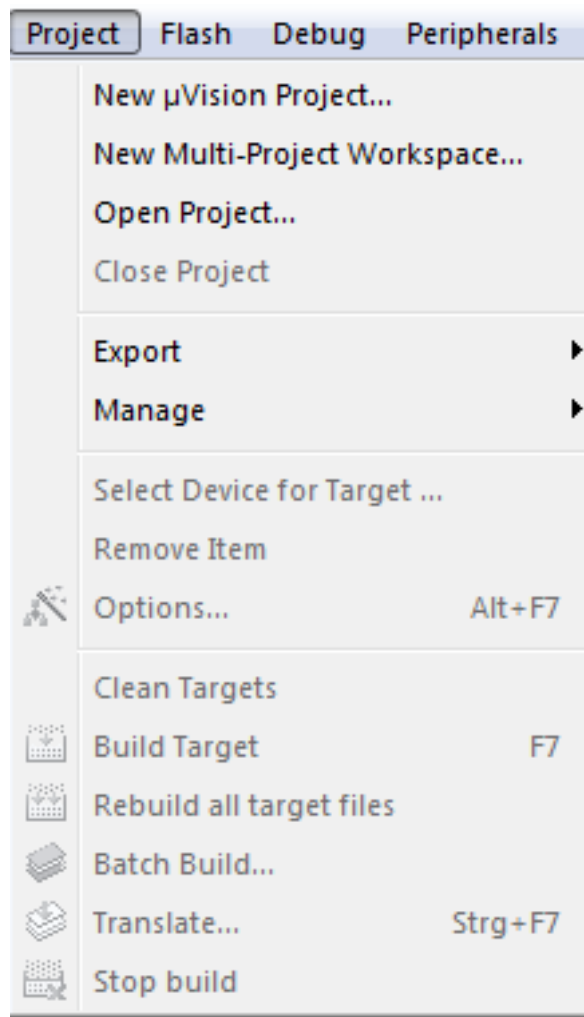 Project Flash Debug Peripherals
New µVision Project...
New Multi-Project Workspace...
Open Project...
Close Project
Export
Manage
Select Device for Target ...
Remove Item
Options... Alt+F7
Clean Targets
Build Target F7
Rebuild all target files
Batch Build...
Translate... Strg+F7
Stop build